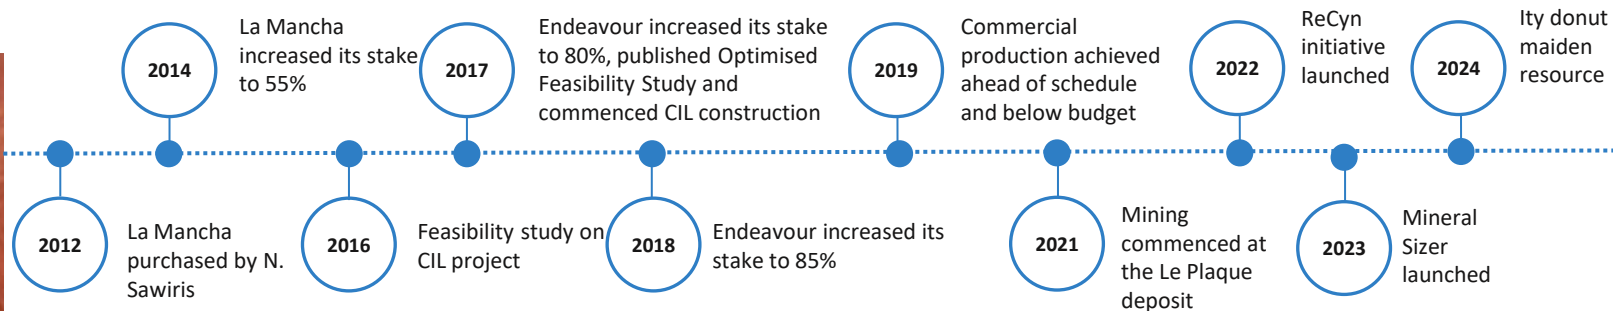 2014
La Mancha
increased its stake
to 55%
2017
Endeavour increased its stake
to 80%, published Optimised
Feasibility Study and
commenced CIL construction
2019
Commercial
production achieved
ahead of schedule
and below budget
2022
ReCyn
initiative
launched
2024
Ity donut
maiden
resource
2012
La Mancha
purchased by N.
Sawiris
2016
Feasibility study on
CIL project
2018
Endeavour increased its
stake to 85%
2021
Mining
commenced at
the Le Plaque
deposit
2023
Mineral
Sizer
launched